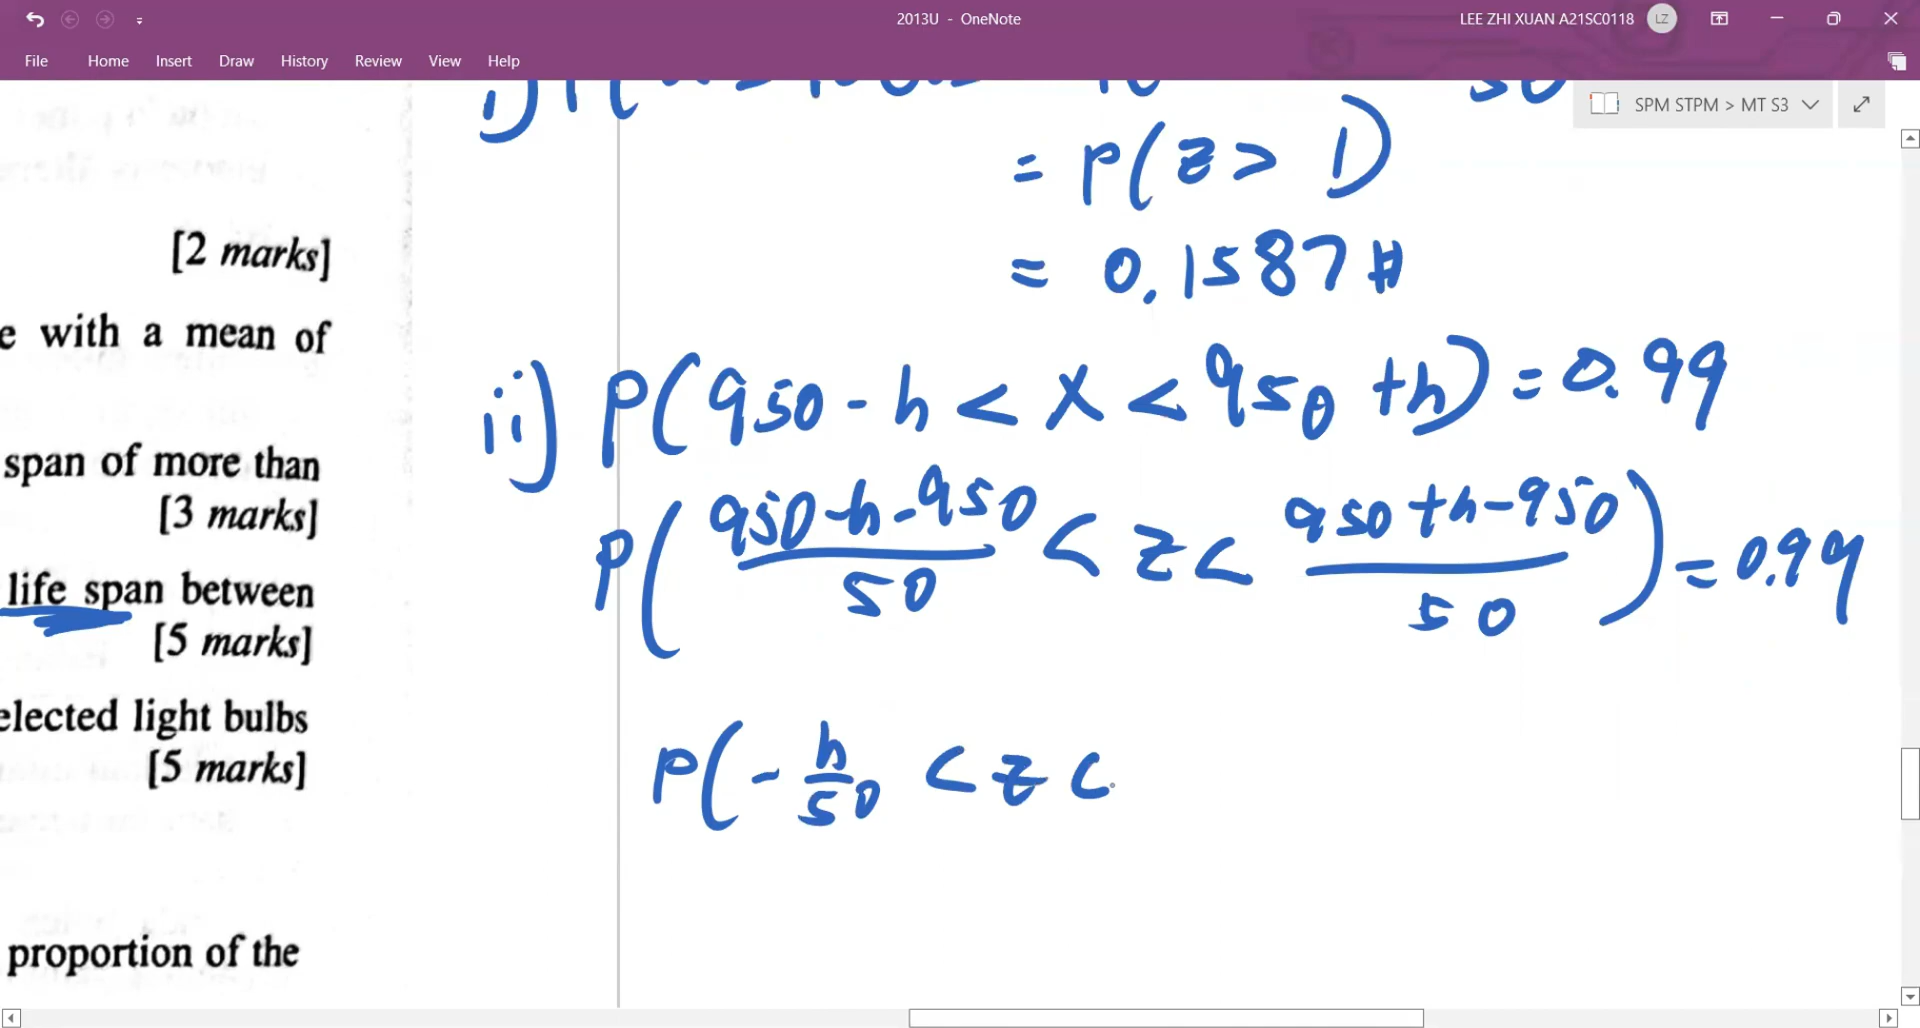 2013U - OneNote
LEE ZHI XUAN A21SC0118
LZ
File Home Insert Draw History Review View Help
SPM STPM > MT S3
= P(z > 1)
= 0.1587 #
[2 marks]
e with a mean of
span of more than
[3 marks]
life span between
[5 marks]
elected light bulbs
[5 marks]
proportion of the
ii) P(950 - h < X < 950 + h) = 0.99
P( (950 - h - 950)/50 < z < (950 + h - 950)/50 ) = 0.99
P( - h/50 < z <